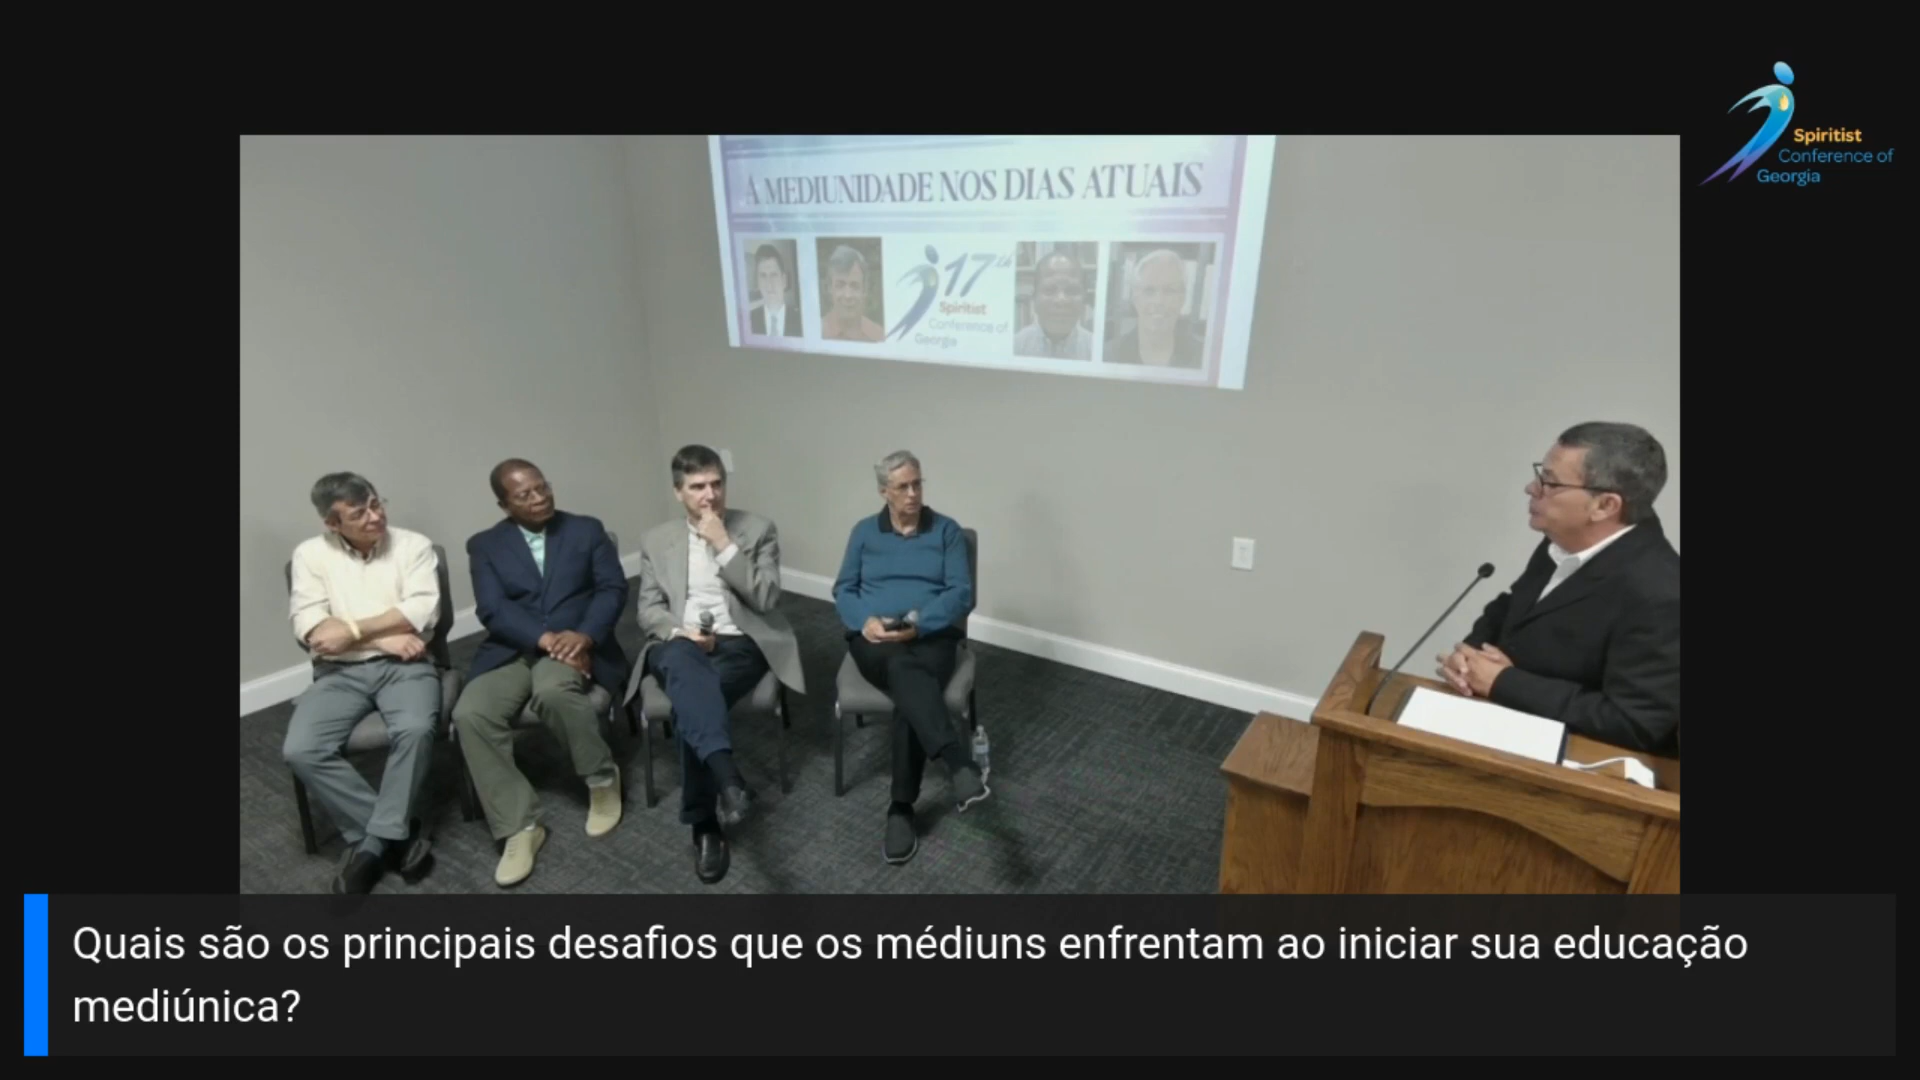 Spiritist
Conference of
Georgia
A MEDIUNIDADE NOS DIAS ATUAIS
17th
Spiritist
Conference of
Georgia
Quais são os principais desafios que os médiuns enfrentam ao iniciar sua educação
mediúnica?